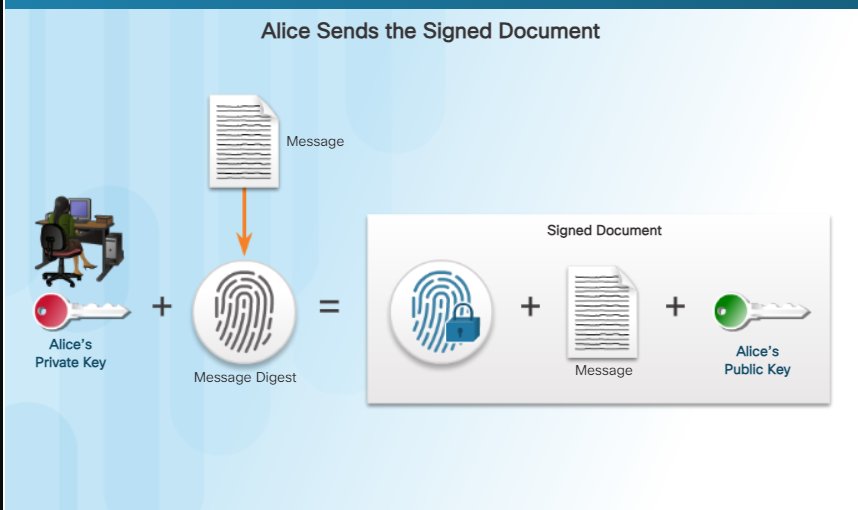 Alice Sends the Signed Document
Message
Signed Document
Alice's
Private Key
+
Message Digest
=
+
Message
+
Alice's
Public Key